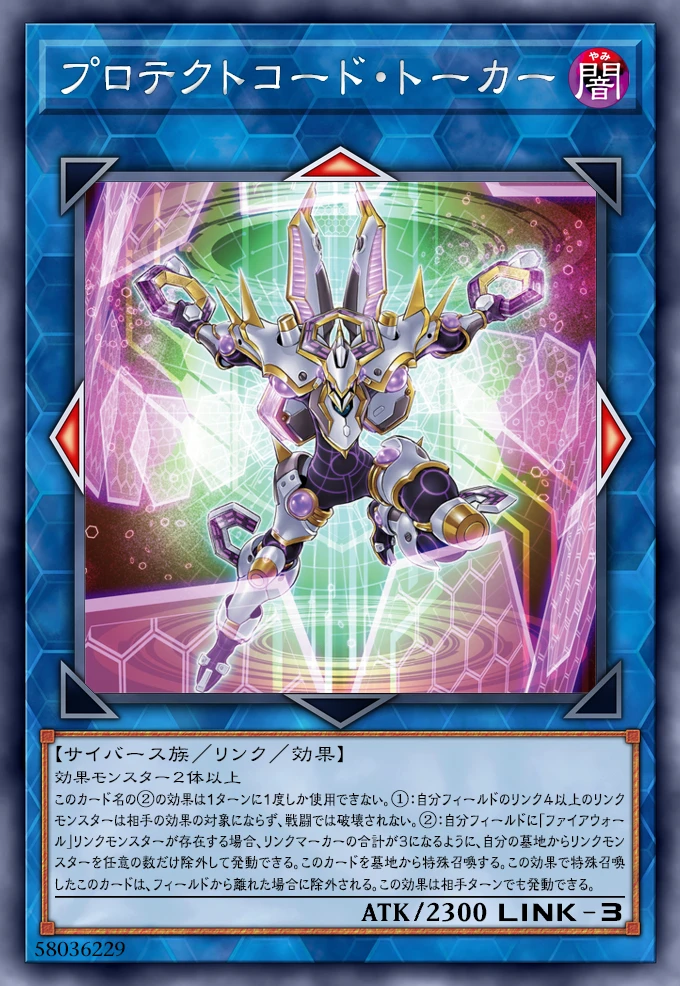 プロテクトコード・トーカー
やみ
闇
【サイバース族／リンク／効果】
効果モンスター２体以上
このカード名の②の効果は１ターンに１度しか使用できない。①：自分フィールドのリンク４以上のリンク
モンスターは相手の効果の対象にならず、戦闘では破壊されない。②：自分フィールドに「ファイアウォー
ル」リンクモンスターが存在する場合、リンクマーカーの合計が３になるように、自分の墓地からリンクモン
スターを任意の数だけ除外して発動できる。このカードを墓地から特殊召喚する。この効果で特殊召喚
したこのカードは、フィールドから離れた場合に除外される。この効果は相手ターンでも発動できる。
ATK/2300 LINK-3
58036229